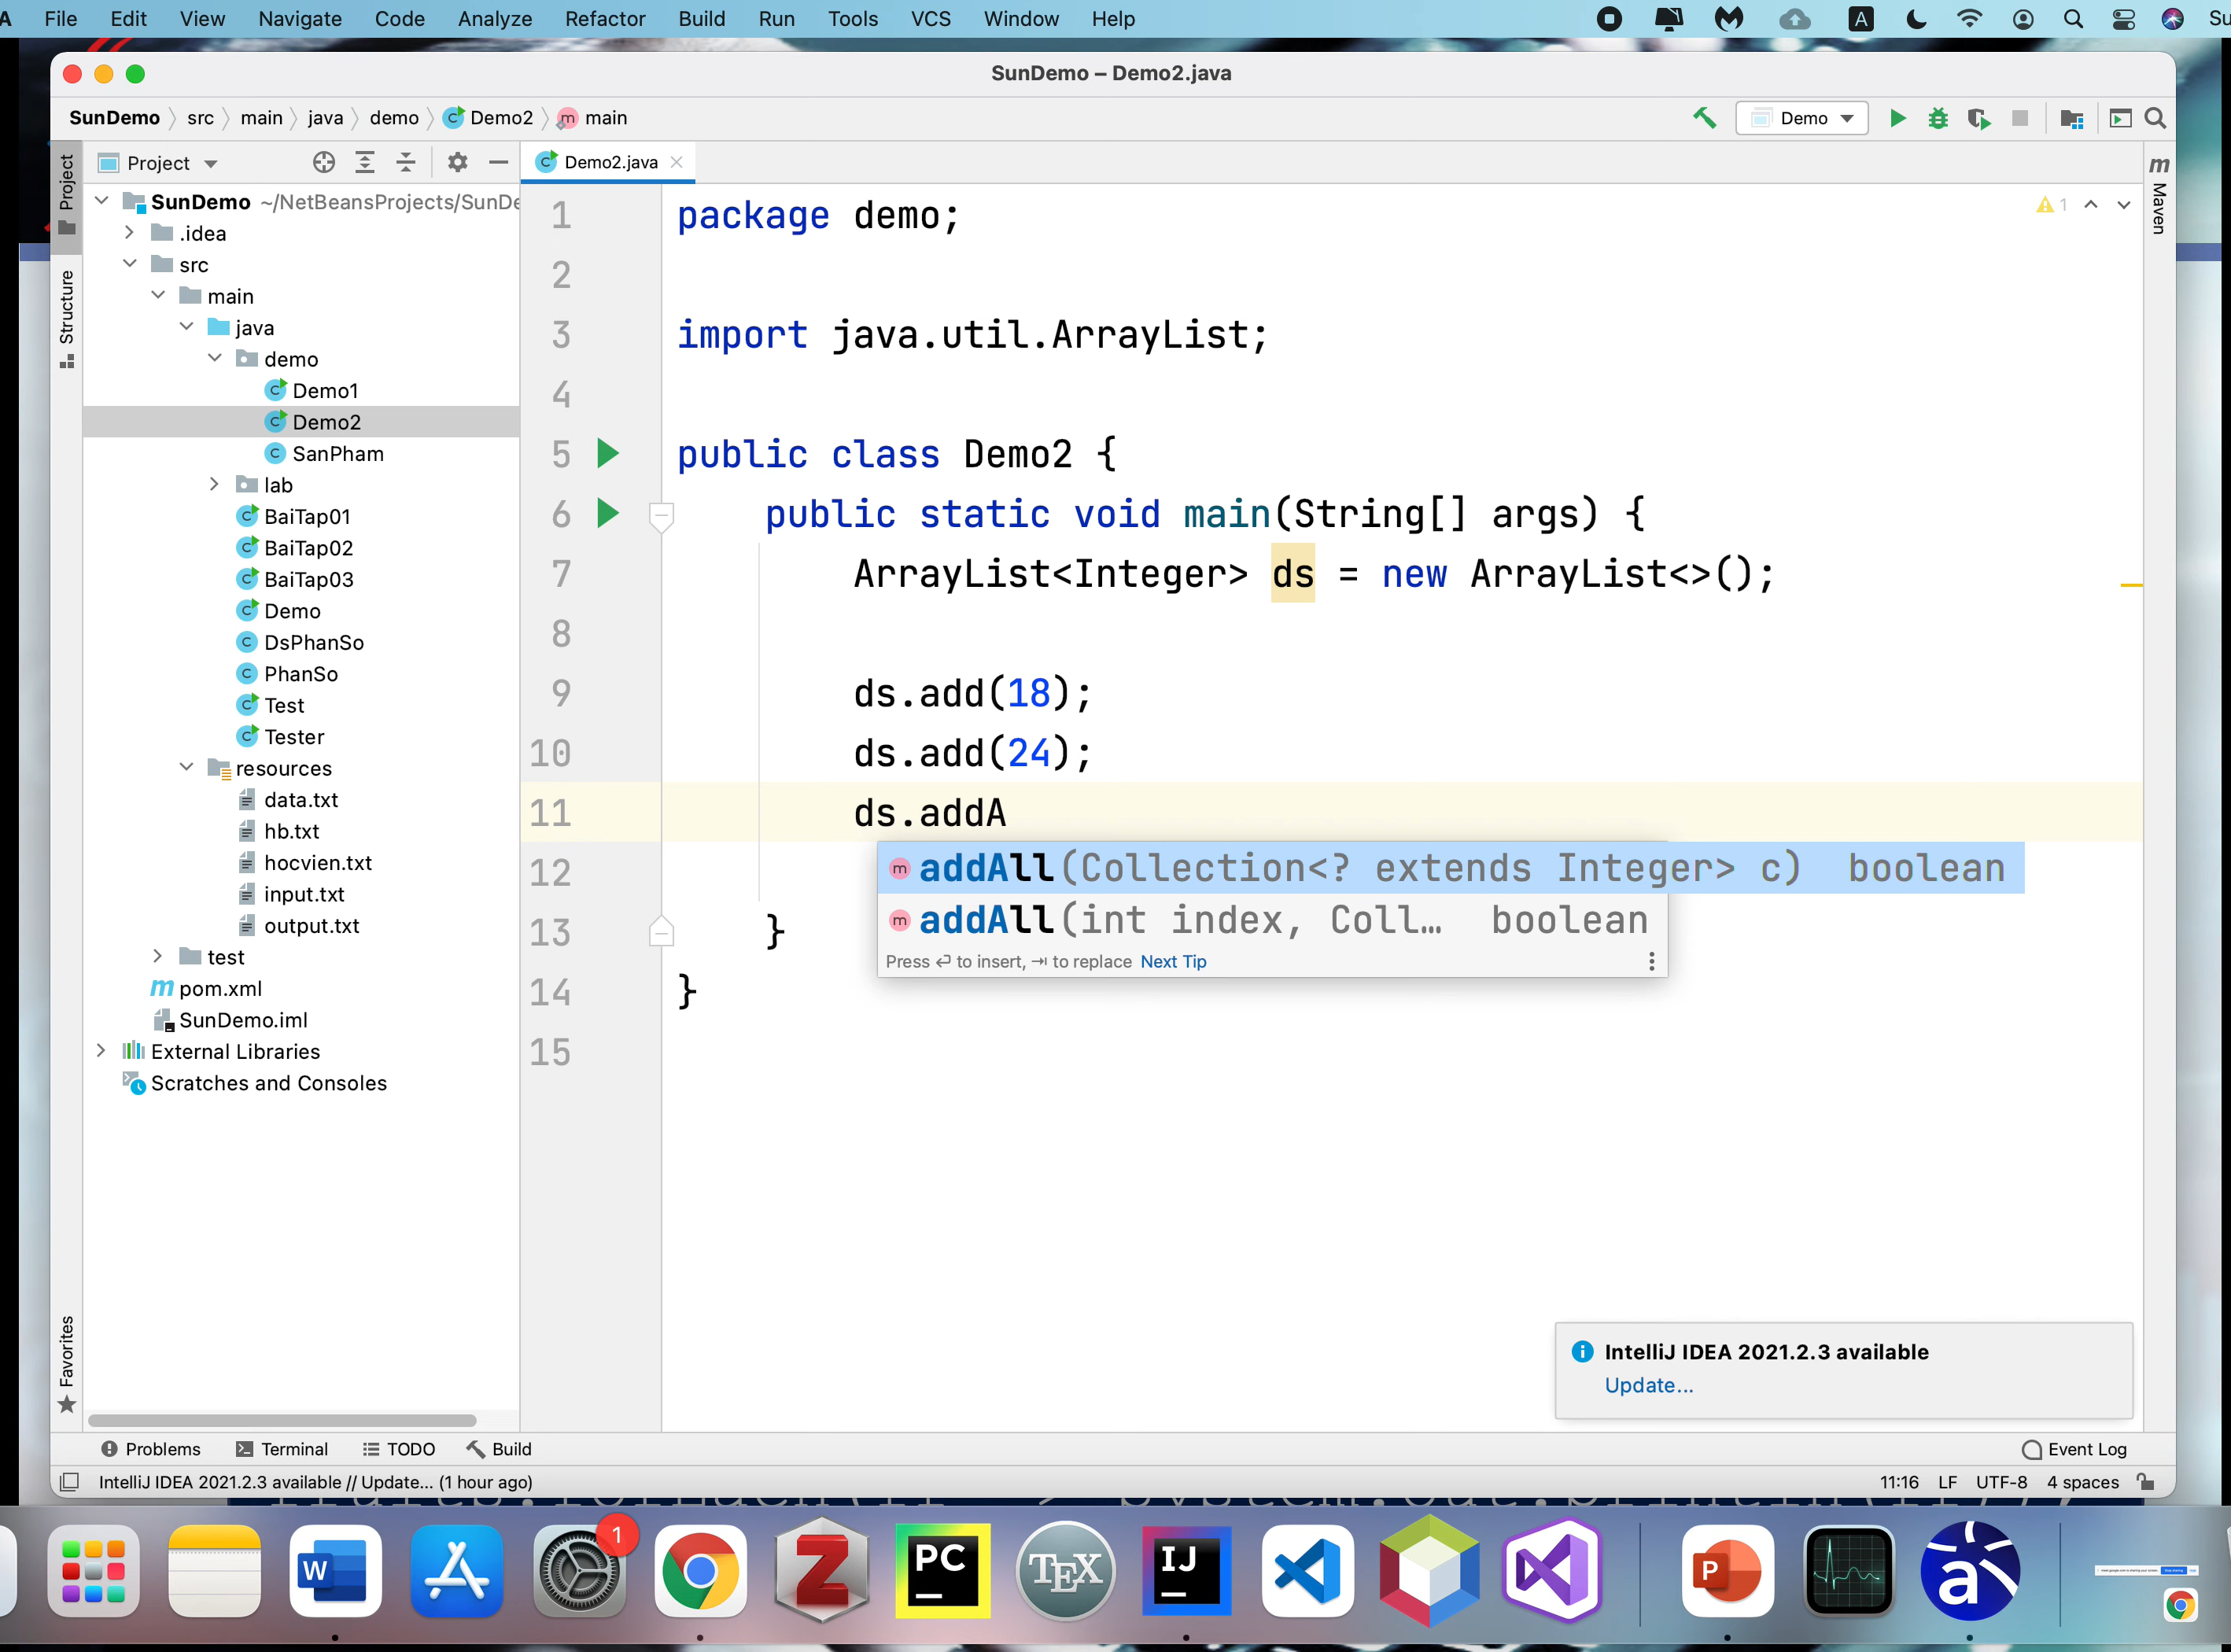 File Edit View Navigate Code Analyze Refactor Build Run Tools VCS Window Help
SunDemo – Demo2.java
SunDemo src main java demo Demo2 main
Demo
Project
Demo2.java
Project
Structure
Favorites
Maven
SunDemo ~/NetBeansProjects/SunDe
.idea
src
main
java
demo
Demo1
Demo2
SanPham
lab
BaiTap01
BaiTap02
BaiTap03
Demo
DsPhanSo
PhanSo
Test
Tester
resources
data.txt
hb.txt
hocvien.txt
input.txt
output.txt
test
pom.xml
SunDemo.iml
External Libraries
Scratches and Consoles
1
1 package demo;
2
3 import java.util.ArrayList;
4
5 public class Demo2 {
6 public static void main(String[] args) {
7 ArrayList<Integer> ds = new ArrayList<>();
8
9 ds.add(18);
10 ds.add(24);
11 ds.addA
12
13 }
14 }
15
addAll(Collection<? extends Integer> c) boolean
addAll(int index, Coll… boolean
Press ↩ to insert, ⇥ to replace Next Tip
IntelliJ IDEA 2021.2.3 available
Update...
Problems Terminal TODO Build Event Log
IntelliJ IDEA 2021.2.3 available // Update... (1 hour ago) 11:16 LF UTF-8 4 spaces
W 1 Z PC TEX IJ P a